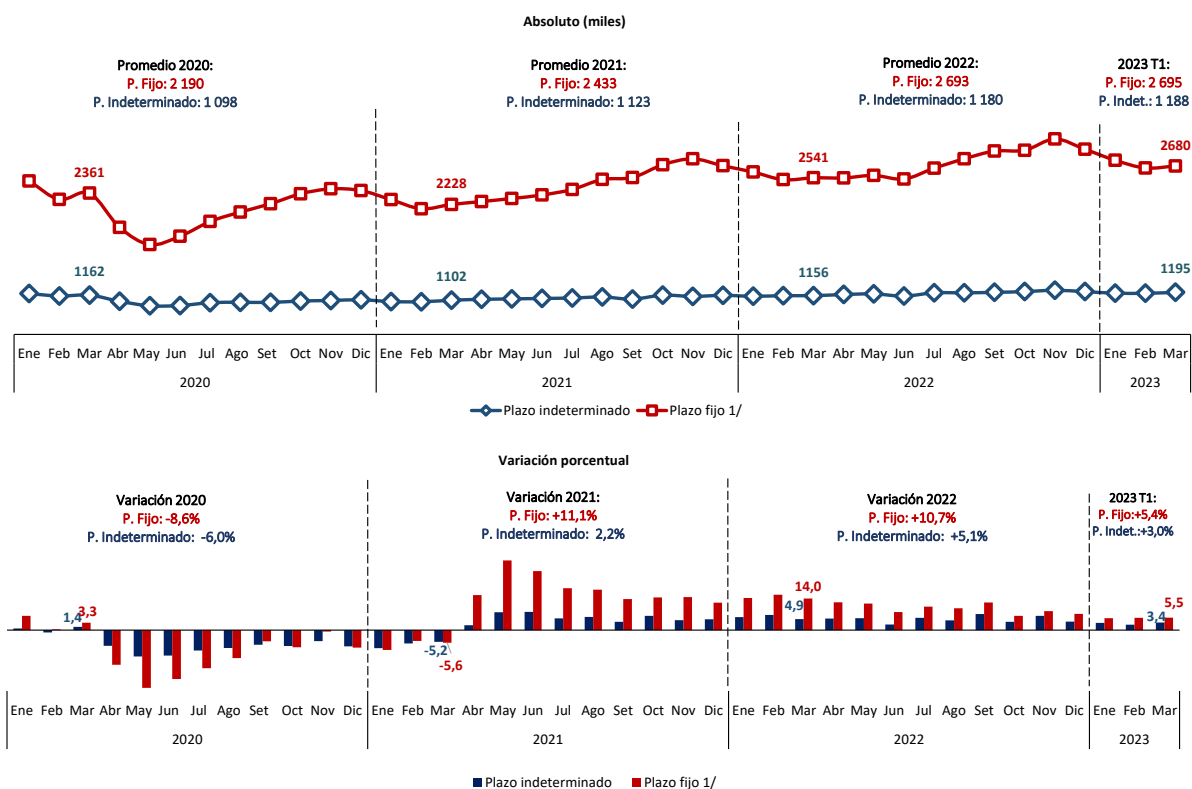 Absoluto (miles)
Promedio 2020:
P. Fijo: 2 190
P. Indeterminado: 1 098
Promedio 2021:
P. Fijo: 2 433
P. Indeterminado: 1 123
Promedio 2022:
P. Fijo: 2 693
P. Indeterminado: 1 180
2023 T1:
P. Fijo: 2 695
P. Indet.: 1 188
2361 2228 2541 2680
1162 1102 1156 1195
Ene Feb Mar Abr May Jun Jul Ago Set Oct Nov Dic Ene Feb Mar Abr May Jun Jul Ago Set Oct Nov Dic Ene Feb Mar Abr May Jun Jul Ago Set Oct Nov Dic Ene Feb Mar
2020 2021 2022 2023
Plazo indeterminado Plazo fijo 1/
Variación porcentual
Variación 2020
P. Fijo: -8,6%
P. Indeterminado: -6,0%
Variación 2021:
P. Fijo: +11,1%
P. Indeterminado: 2,2%
Variación 2022
P. Fijo: +10,7%
P. Indeterminado: +5,1%
2023 T1:
P. Fijo:+5,4%
P. Indet.:+3,0%
1,4 3,3 -5,2 -5,6 4,9 14,0 3,4 5,5
Ene Feb Mar Abr May Jun Jul Ago Set Oct Nov Dic Ene Feb Mar Abr May Jun Jul Ago Set Oct Nov Dic Ene Feb Mar Abr May Jun Jul Ago Set Oct Nov Dic Ene Feb Mar
2020 2021 2022 2023
Plazo indeterminado Plazo fijo 1/